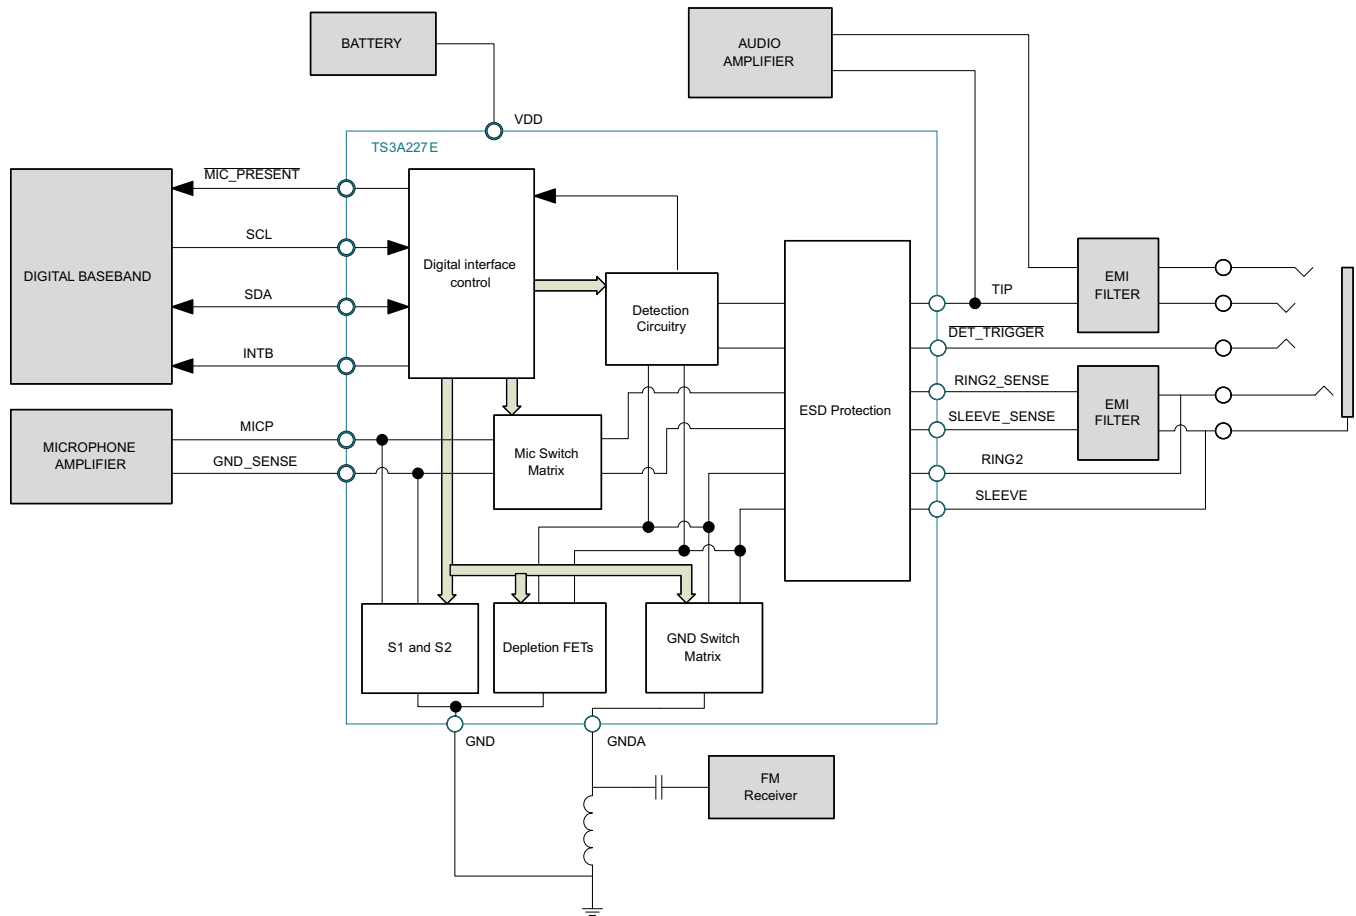 BATTERY
AUDIO
AMPLIFIER
VDD
TS3A227E
MIC_PRESENT
SCL
DIGITAL BASEBAND
SDA
INTB
Digital interface
control
Detection
Circuitry
ESD Protection
TIP
EMI
FILTER
DET_TRIGGER
RING2_SENSE
SLEEVE_SENSE
EMI
FILTER
RING2
SLEEVE
MICROPHONE
AMPLIFIER
MICP
GND_SENSE
Mic Switch
Matrix
S1 and S2
Depletion FETs
GND Switch
Matrix
GND
GNDA
FM
Receiver